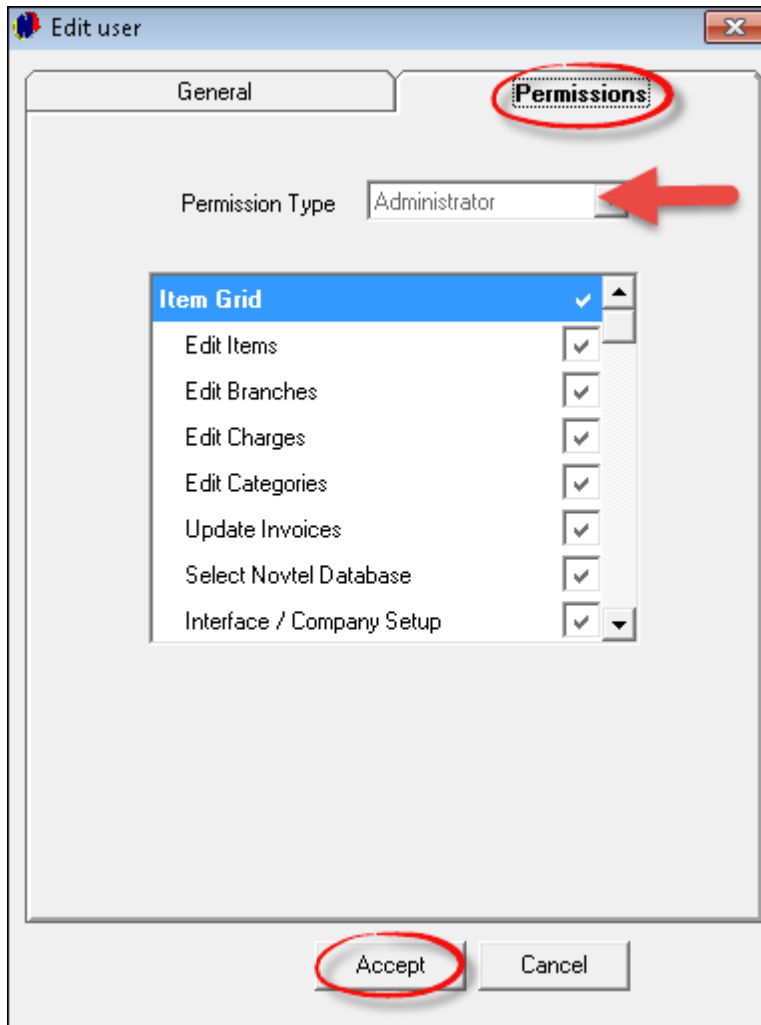 Edit user
General
Permissions
Permission Type
Administrator
Item Grid
Edit Items
Edit Branches
Edit Charges
Edit Categories
Update Invoices
Select Novtel Database
Interface / Company Setup
Accept
Cancel